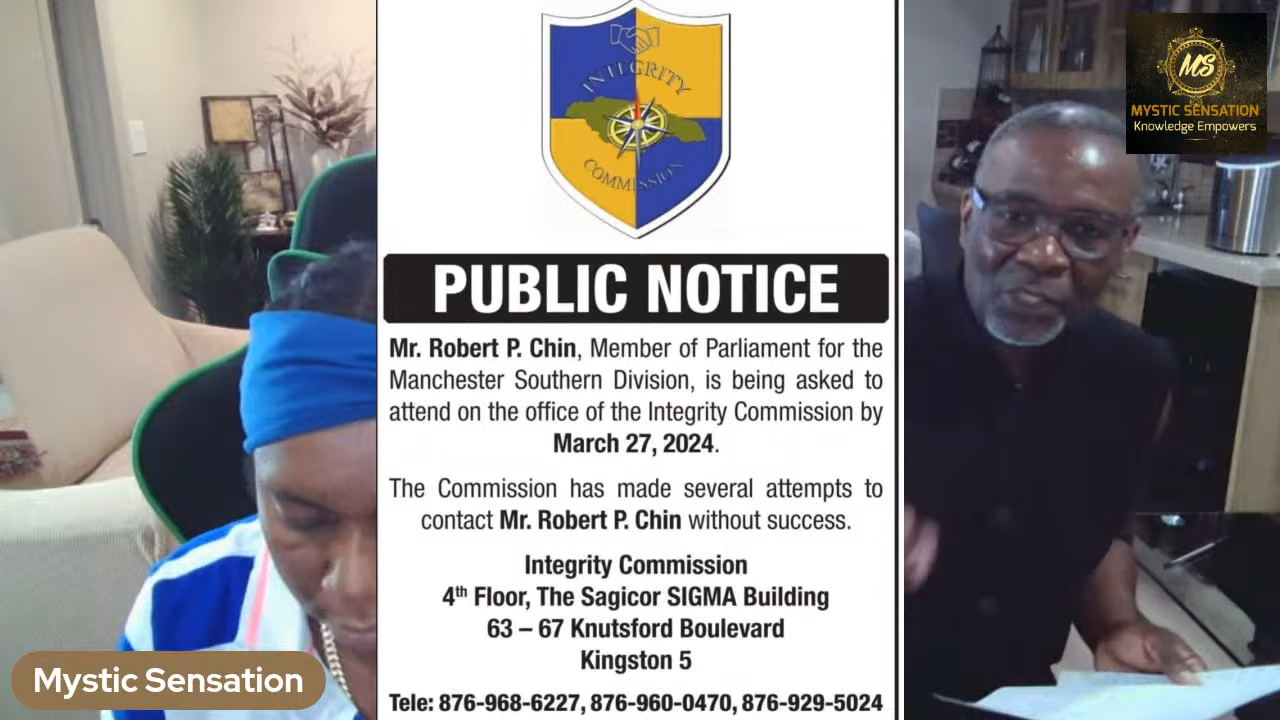 INTEGRITY
COMMISSION
PUBLIC NOTICE
Mr. Robert P. Chin, Member of Parliament for the
Manchester Southern Division, is being asked to
attend on the office of the Integrity Commission by
March 27, 2024.
The Commission has made several attempts to
contact Mr. Robert P. Chin without success.
Integrity Commission
4th Floor, The Sagicor SIGMA Building
63 – 67 Knutsford Boulevard
Kingston 5
Tele: 876-968-6227, 876-960-0470, 876-929-5024
MS
MYSTIC SENSATION
Knowledge Empowers
Mystic Sensation